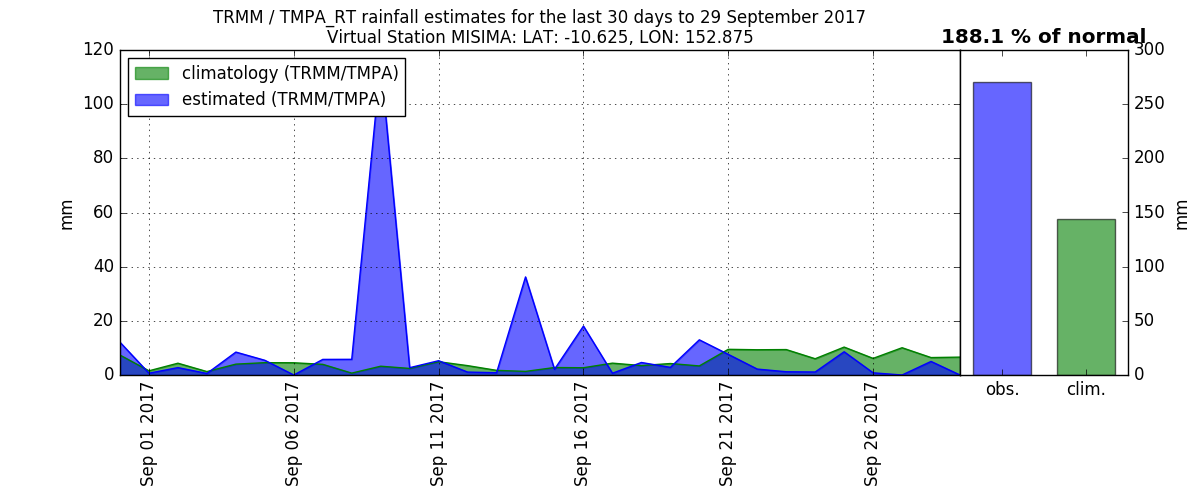 TRMM / TMPA_RT rainfall estimates for the last 30 days to 29 September 2017
Virtual Station MISIMA: LAT: -10.625, LON: 152.875
188.1 % of normal
climatology (TRMM/TMPA)
estimated (TRMM/TMPA)
mm
120
100
80
60
40
20
0
Sep 01 2017
Sep 06 2017
Sep 11 2017
Sep 16 2017
Sep 21 2017
Sep 26 2017
300
250
200
150
100
50
0
mm
obs.
clim.